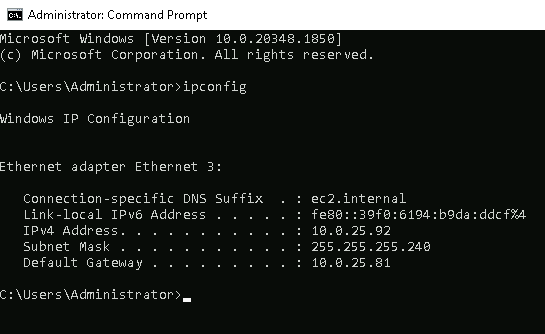 Administrator: Command Prompt
Microsoft Windows [Version 10.0.20348.1850]
(c) Microsoft Corporation. All rights reserved.
C:\Users\Administrator>ipconfig
Windows IP Configuration
Ethernet adapter Ethernet 3:
Connection-specific DNS Suffix  . : ec2.internal
Link-local IPv6 Address . . . . . : fe80::39f0:6194:b9da:ddcf%4
IPv4 Address. . . . . . . . . . . : 10.0.25.92
Subnet Mask . . . . . . . . . . . : 255.255.255.240
Default Gateway . . . . . . . . . : 10.0.25.81
C:\Users\Administrator>